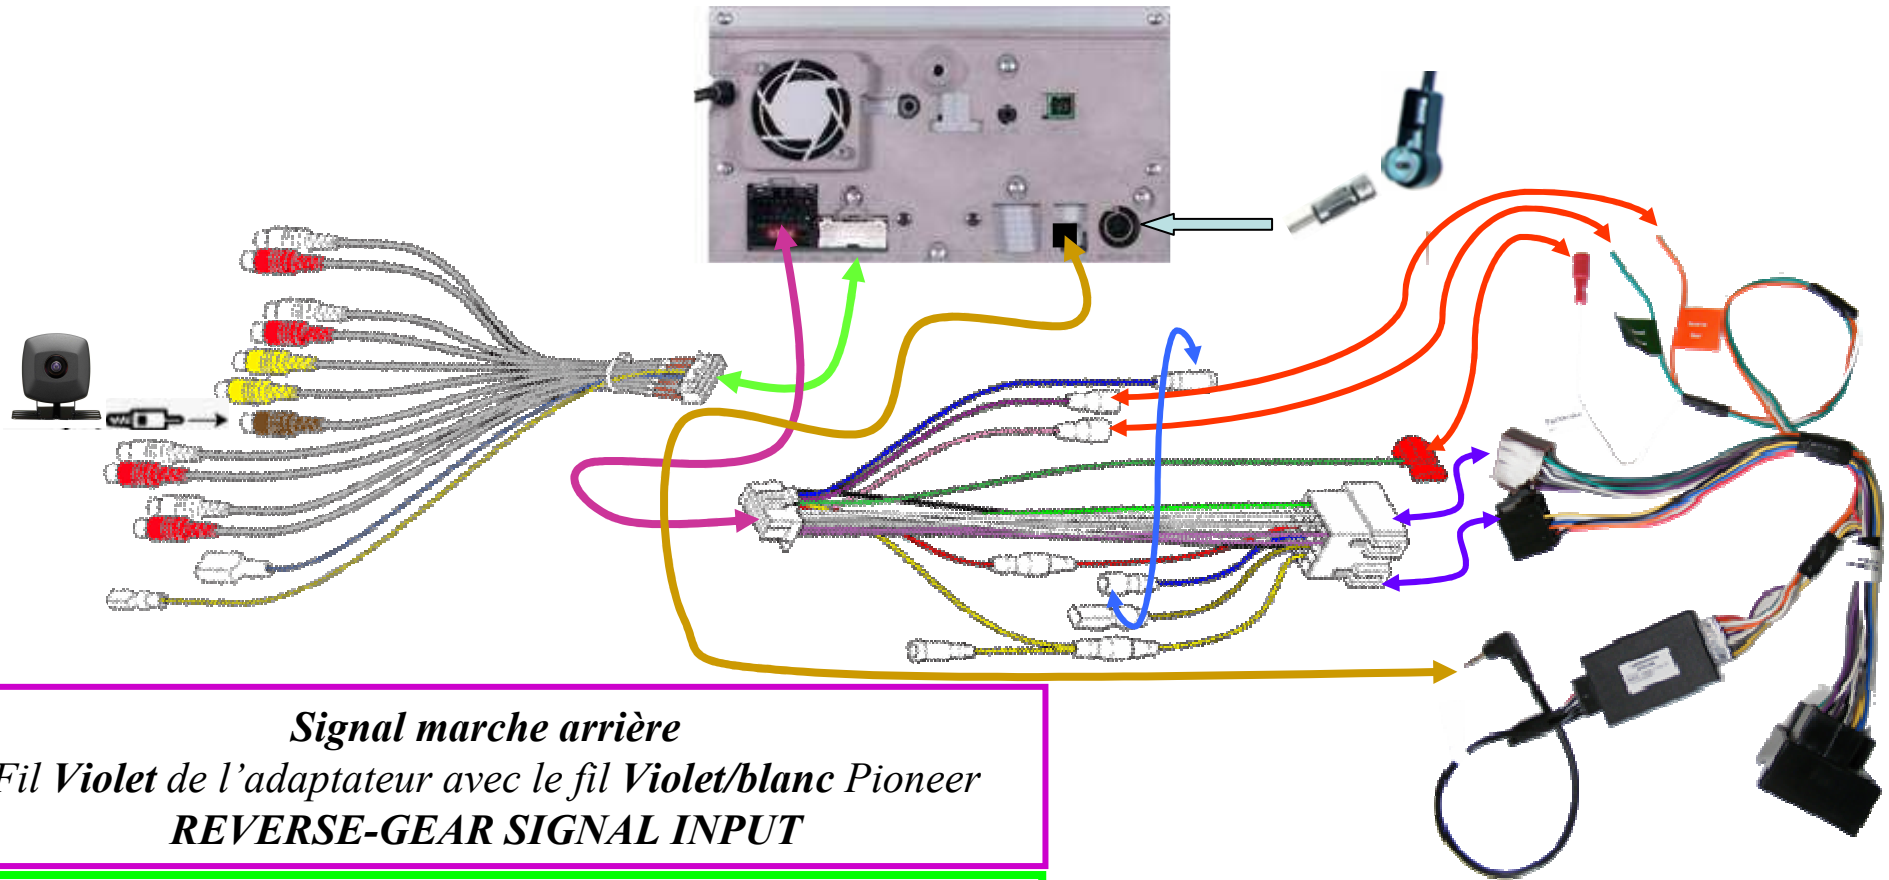 Signal marche arrière
Fil Violet de l’adaptateur avec le fil Violet/blanc Pioneer
REVERSE-GEAR SIGNAL INPUT